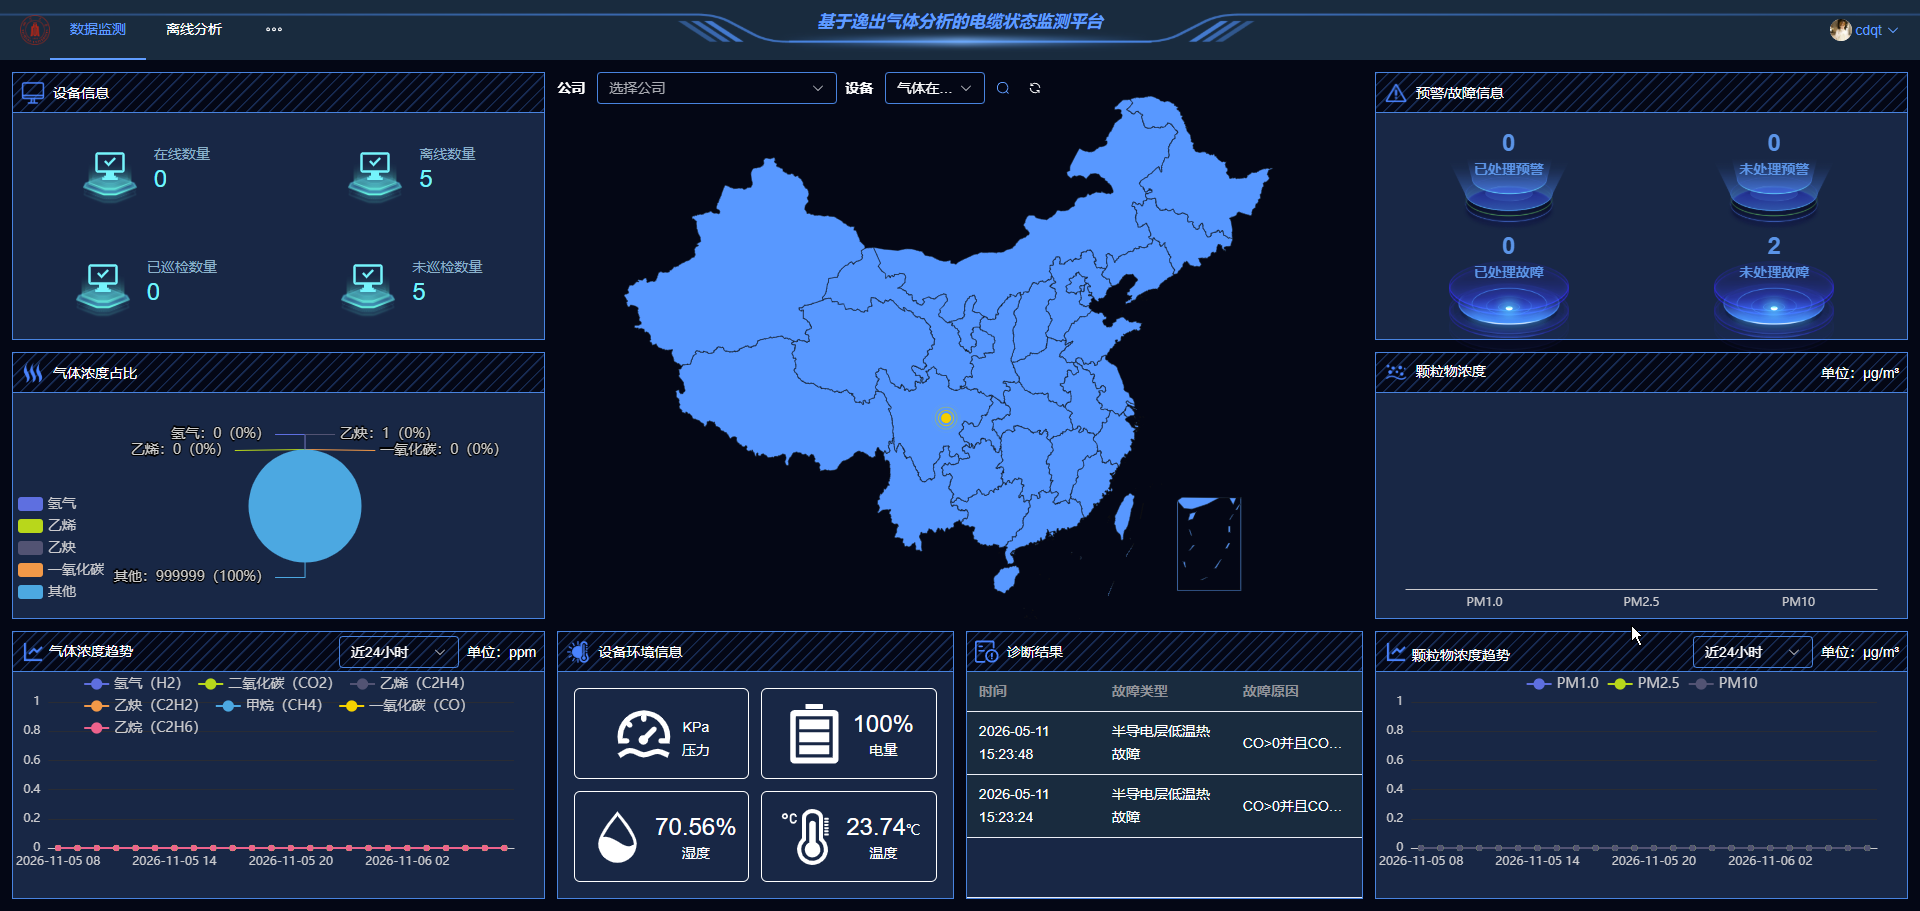 数据监测
离线分析
•••
基于逸出气体分析的电缆状态监测平台
cdqt
设备信息
在线数量
0
离线数量
5
已巡检数量
0
未巡检数量
5
公司
选择公司
设备
气体在...
预警/故障信息
0
已处理预警
0
未处理预警
0
已处理故障
2
未处理故障
气体浓度占比
氢气：0（0%）
乙炔：1（0%）
乙烯：0（0%）
一氧化碳：0（0%）
其他：999999（100%）
氢气
乙烯
乙炔
一氧化碳
其他
颗粒物浓度
单位：μg/m³
PM1.0
PM2.5
PM10
气体浓度趋势
近24小时
单位：ppm
氢气（H2）
二氧化碳（CO2）
乙烯（C2H4）
乙炔（C2H2）
甲烷（CH4）
一氧化碳（CO）
乙烷（C2H6）
1
0.8
0.6
0.4
0.2
0
2026-11-05 08
2026-11-05 14
2026-11-05 20
2026-11-06 02
设备环境信息
KPa
压力
100%
电量
70.56%
湿度
°C
23.74℃
温度
诊断结果
时间
故障类型
故障原因
2026-05-11
15:23:48
半导电层低温热
故障
CO>0并且CO...
2026-05-11
15:23:24
半导电层低温热
故障
CO>0并且CO...
颗粒物浓度趋势
近24小时
单位：μg/m³
PM1.0
PM2.5
PM10
1
0.8
0.6
0.4
0.2
0
2026-11-05 08
2026-11-05 14
2026-11-05 20
2026-11-06 02